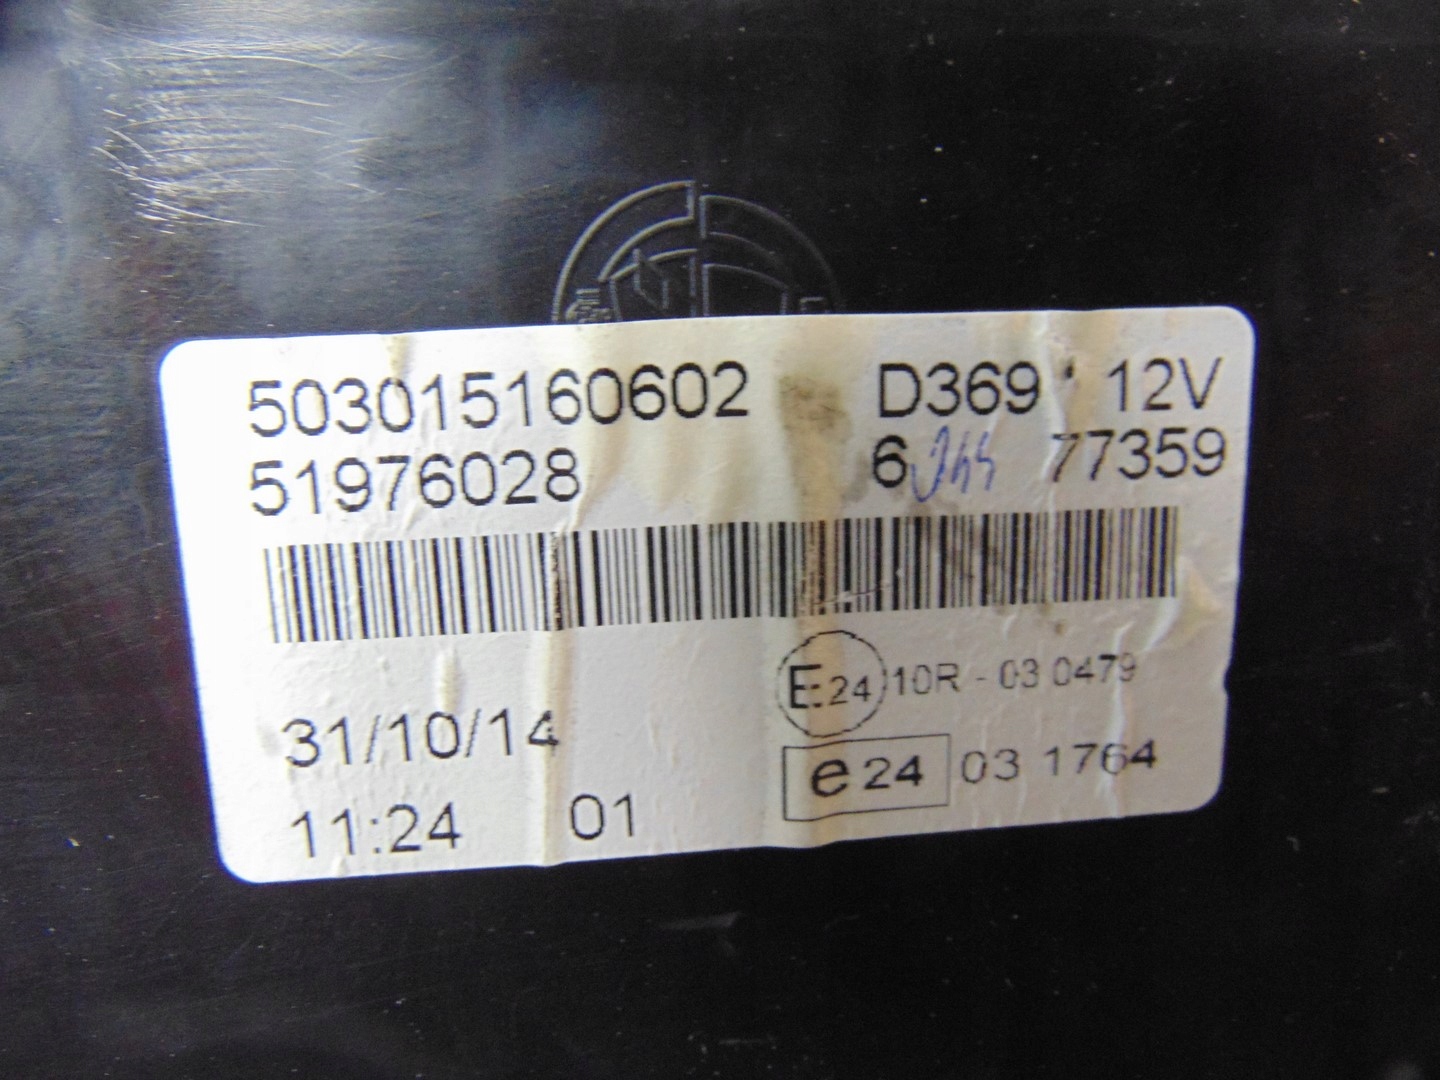 503015160602 D369 12V
51976028 6 77359
E24 10R - 03 0479
31/10/14 e24 03 1764
11:24 01